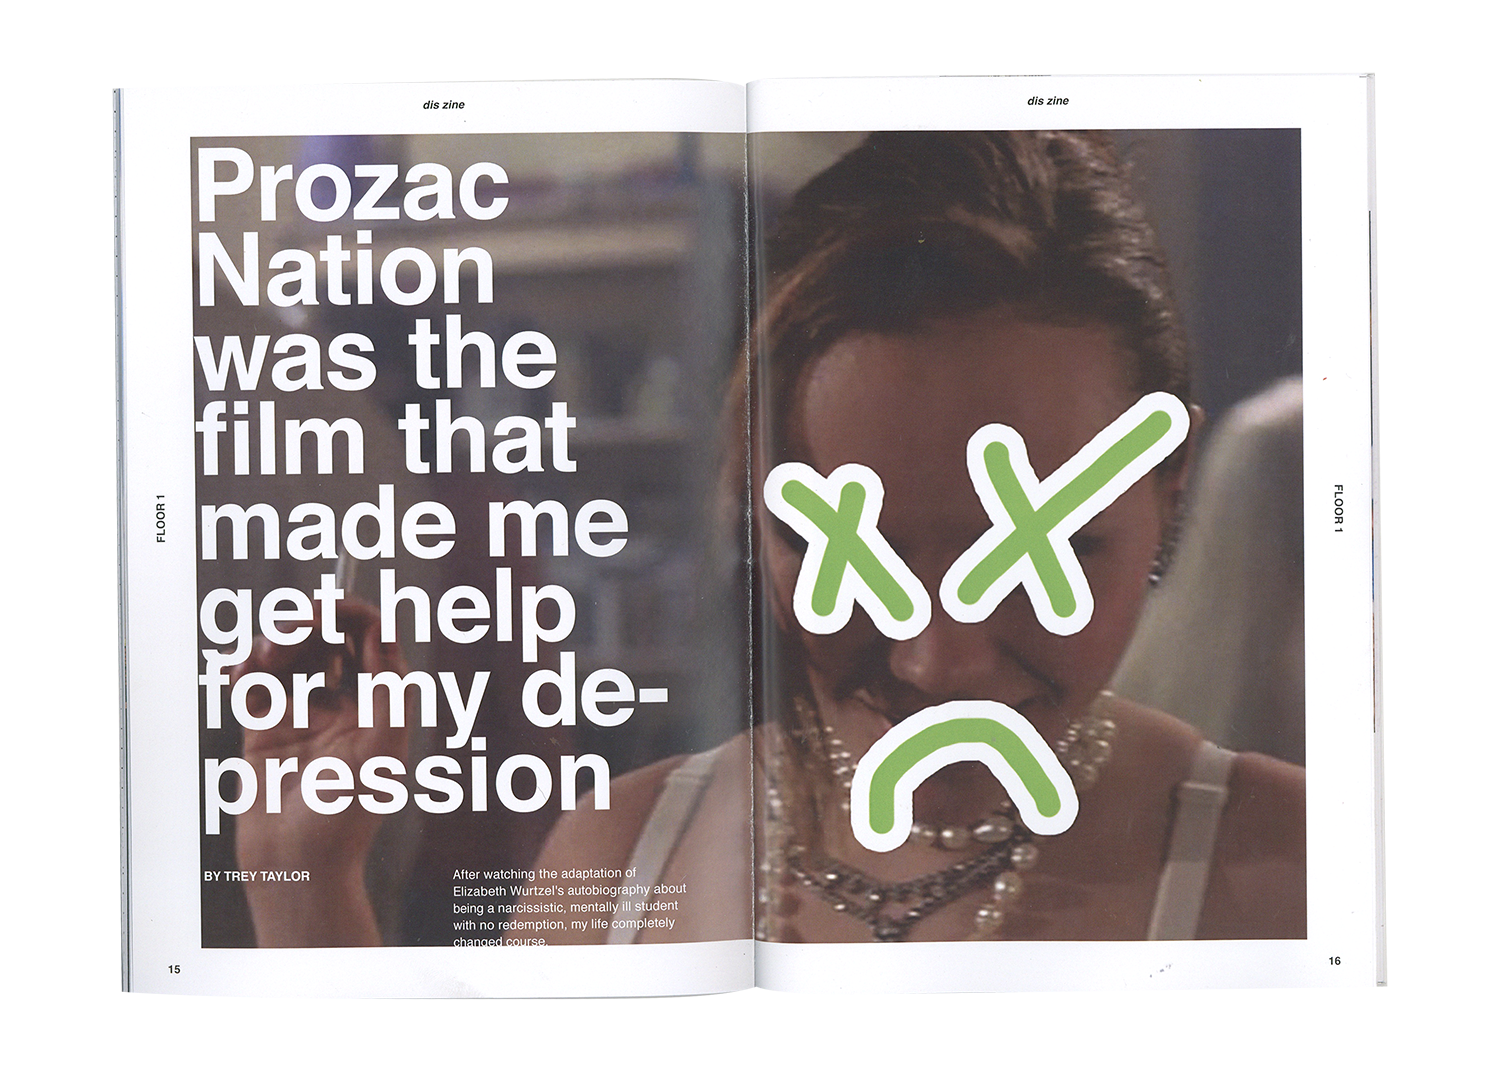 dis zine
dis zine
Prozac
Nation
was the
film that
made me
get help
for my de-
pression
BY TREY TAYLOR
After watching the adaptation of
Elizabeth Wurtzel's autobiography about
being a narcissistic, mentally ill student
with no redemption, my life completely
changed course.
FLOOR 1
FLOOR 1
15
16